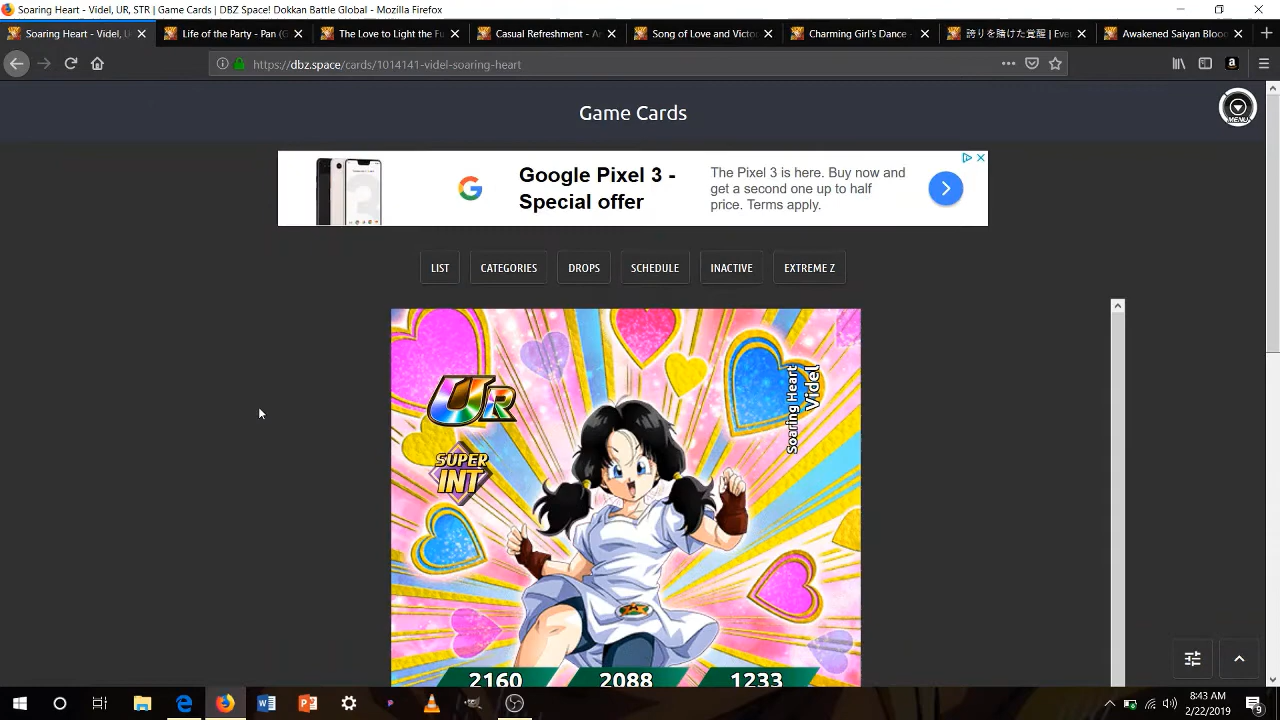 Soaring Heart - Videl, UR, STR | Game Cards | DBZ Space! Dokkan Battle Global - Mozilla Firefox
Soaring Heart - Videl, U
Life of the Party - Pan (G
The Love to Light the Fu
Casual Refreshment - An
Song of Love and Victor
Charming Girl's Dance -
誇りを賭けた覚醒 | Eve
Awakened Saiyan Blood
https://dbz.space/cards/1014141-videl-soaring-heart
Game Cards
MENU
Google Pixel 3 -
Special offer
The Pixel 3 is here. Buy now and
get a second one up to half
price. Terms apply.
LIST
CATEGORIES
DROPS
SCHEDULE
INACTIVE
EXTREME Z
UR
SUPER
INT
Soaring Heart
Videl
2160
2088
1233
8:43 AM
2/22/2019
9